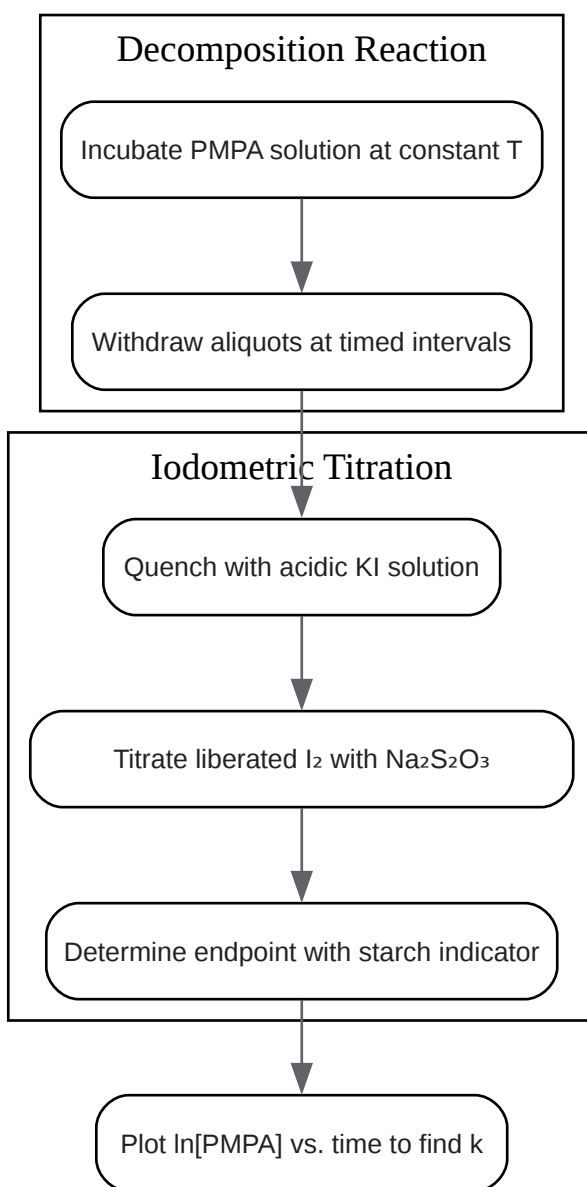 Decomposition Reaction
Incubate PMPA solution at constant T
Withdraw aliquots at timed intervals
Iodometric Titration
Quench with acidic KI solution
Titrate liberated I₂ with Na₂S₂O₃
Determine endpoint with starch indicator
Plot ln[PMPA] vs. time to find k